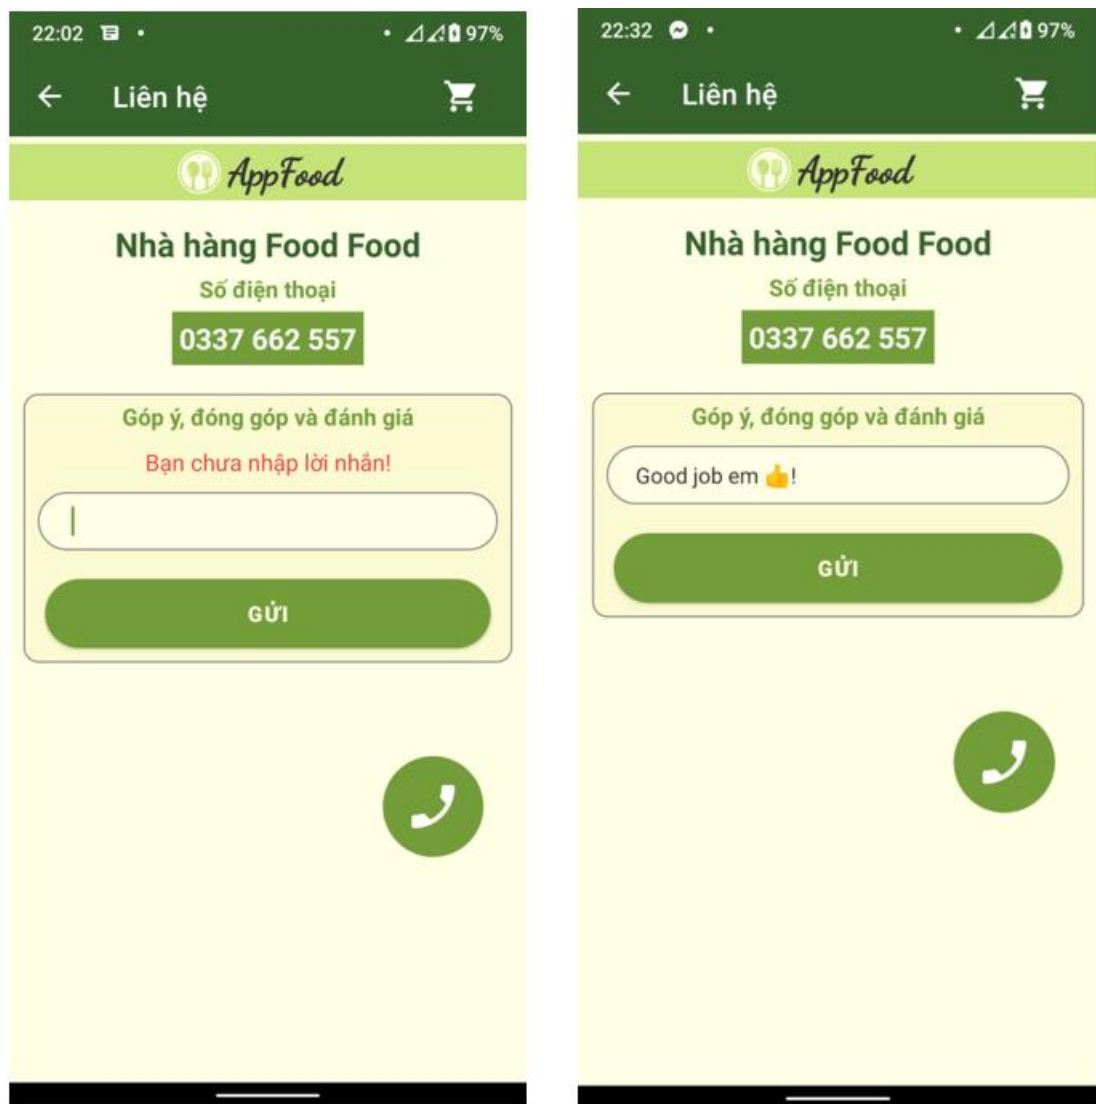 22:02
97%
Liên hệ
AppFood
Nhà hàng Food Food
Số điện thoại
0337 662 557
Góp ý, đóng góp và đánh giá
Bạn chưa nhập lời nhắn!
GỬI
22:32
97%
Liên hệ
AppFood
Nhà hàng Food Food
Số điện thoại
0337 662 557
Góp ý, đóng góp và đánh giá
Good job em 👍!
GỬI